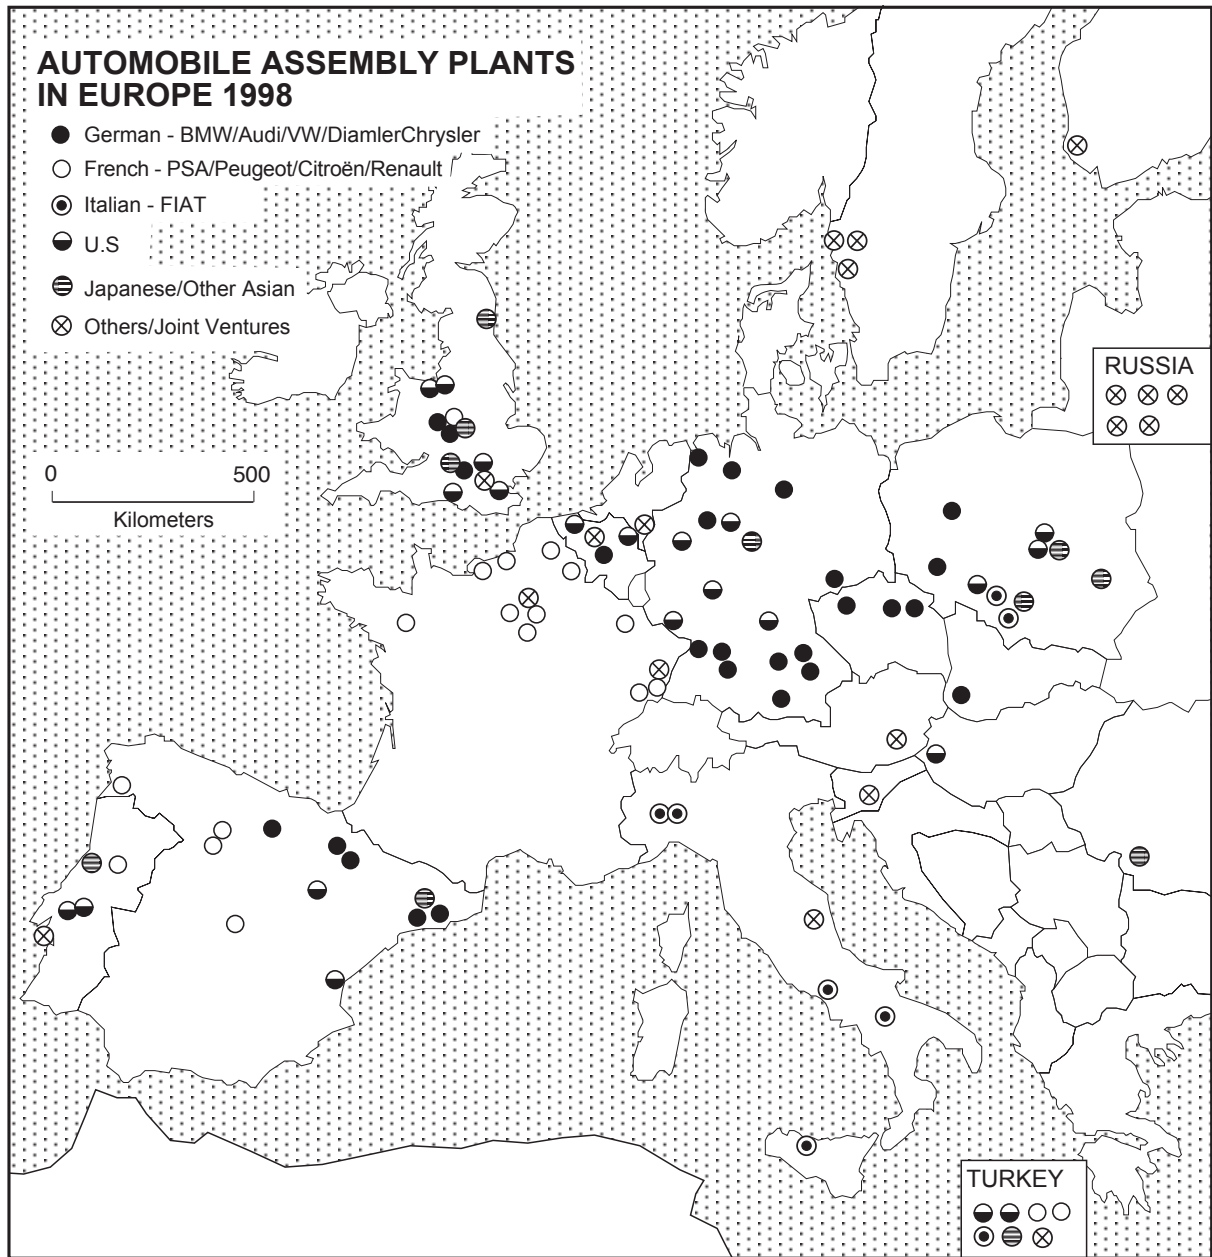 AUTOMOBILE ASSEMBLY PLANTS
IN EUROPE 1998
German - BMW/Audi/VW/DiamlerChrysler
French - PSA/Peugeot/Citroën/Renault
Italian - FIAT
U.S
Japanese/Other Asian
Others/Joint Ventures
RUSSIA
0 500
Kilometers
TURKEY